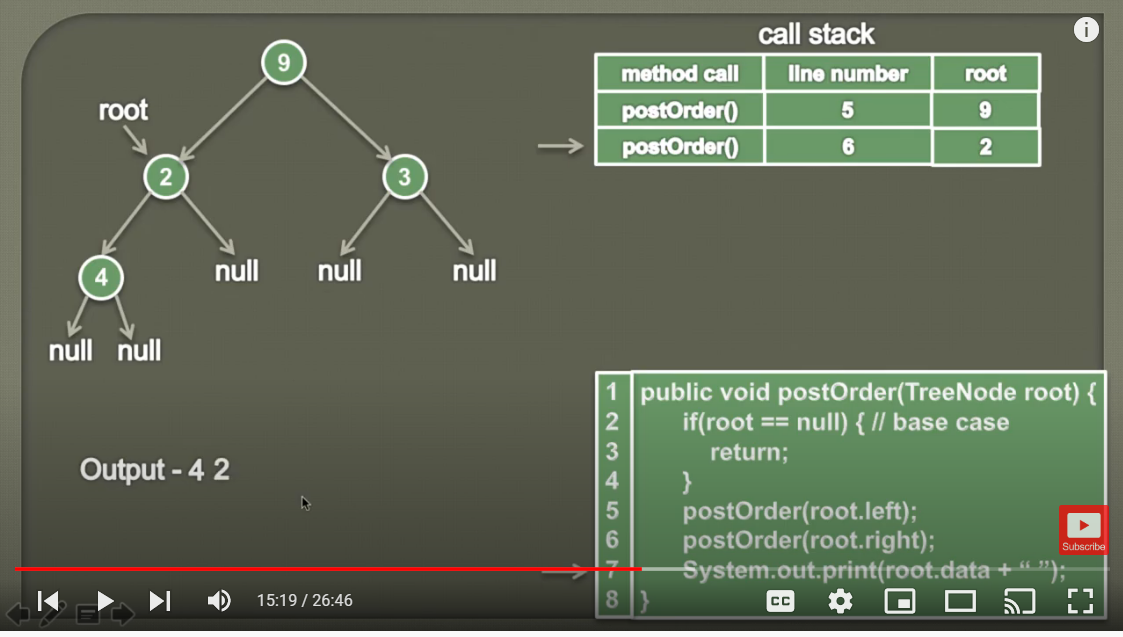 call stack
method call line number root
postOrder() 5 9
postOrder() 6 2
9
root
2 3
4 null null null
null null
Output - 4 2
1 public void postOrder(TreeNode root) {
2 if(root == null) { // base case
3 return;
4 }
5 postOrder(root.left);
6 postOrder(root.right);
7 System.out.print(root.data + “ ”);
8 }
Subscribe
15:19 / 26:46
CC
i